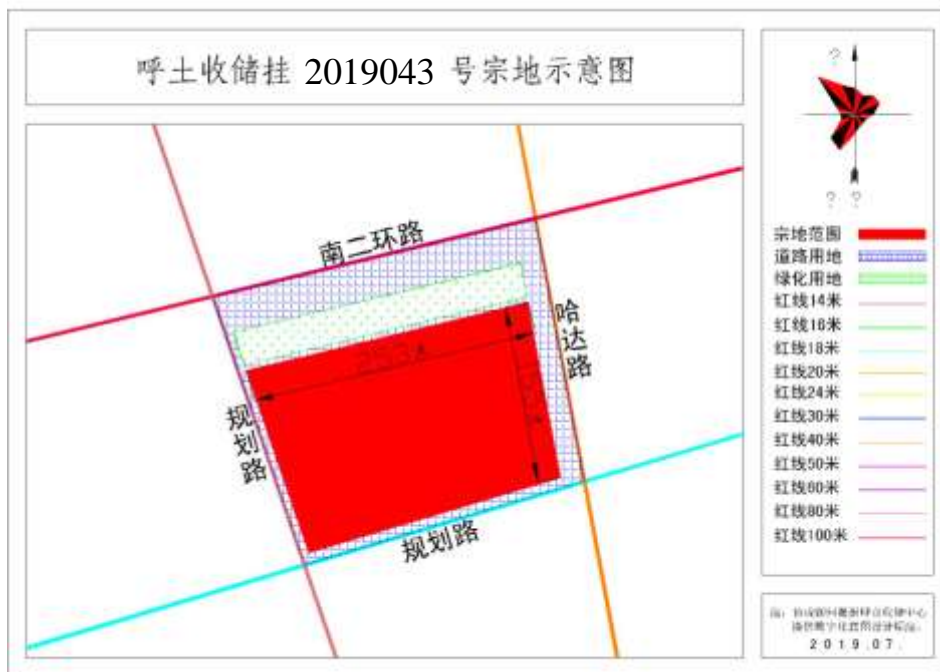 呼土收储挂 2019043 号宗地示意图
?
? ?
南二环路
哈达路
253米
规划路
规划路
宗地范围
道路用地
绿化用地
红线14米
红线16米
红线18米
红线20米
红线24米
红线30米
红线40米
红线50米
红线60米
红线80米
红线100米
2019.07.